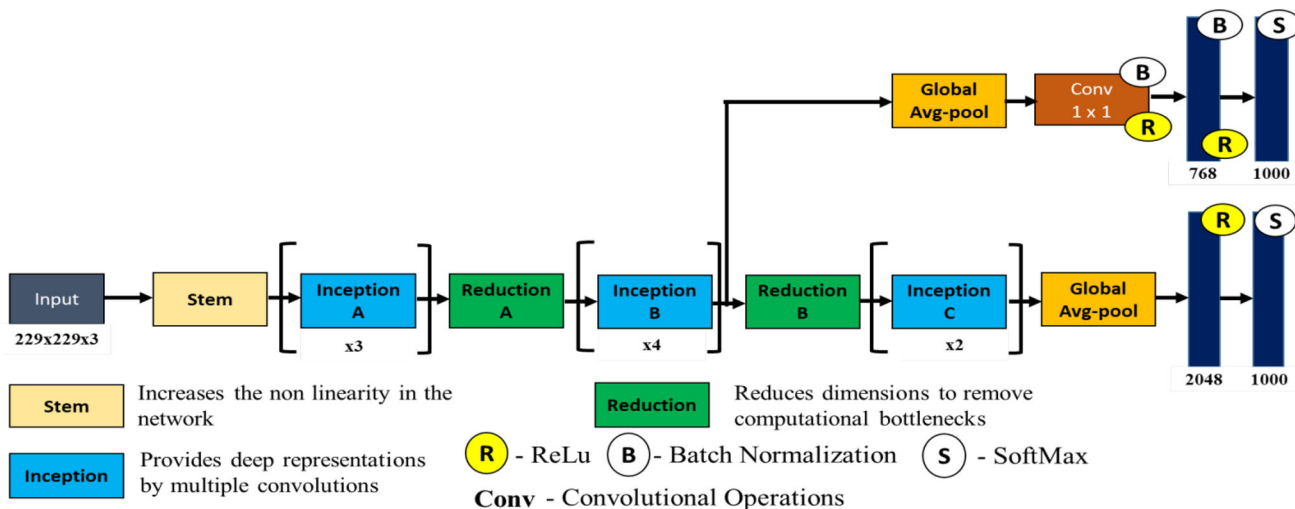 B
S
Global
Avg-pool
Conv
1 x 1
B
R
R
768
1000
R
S
Input
229x229x3
Stem
Inception
A
x3
Reduction
A
Inception
B
x4
Reduction
B
Inception
C
x2
Global
Avg-pool
2048
1000
Stem
Increases the non linearity in the
network
Reduction
Reduces dimensions to remove
computational bottlenecks
Inception
Provides deep representations
by multiple convolutions
R - ReLu B - Batch Normalization S - SoftMax
Conv - Convolutional Operations